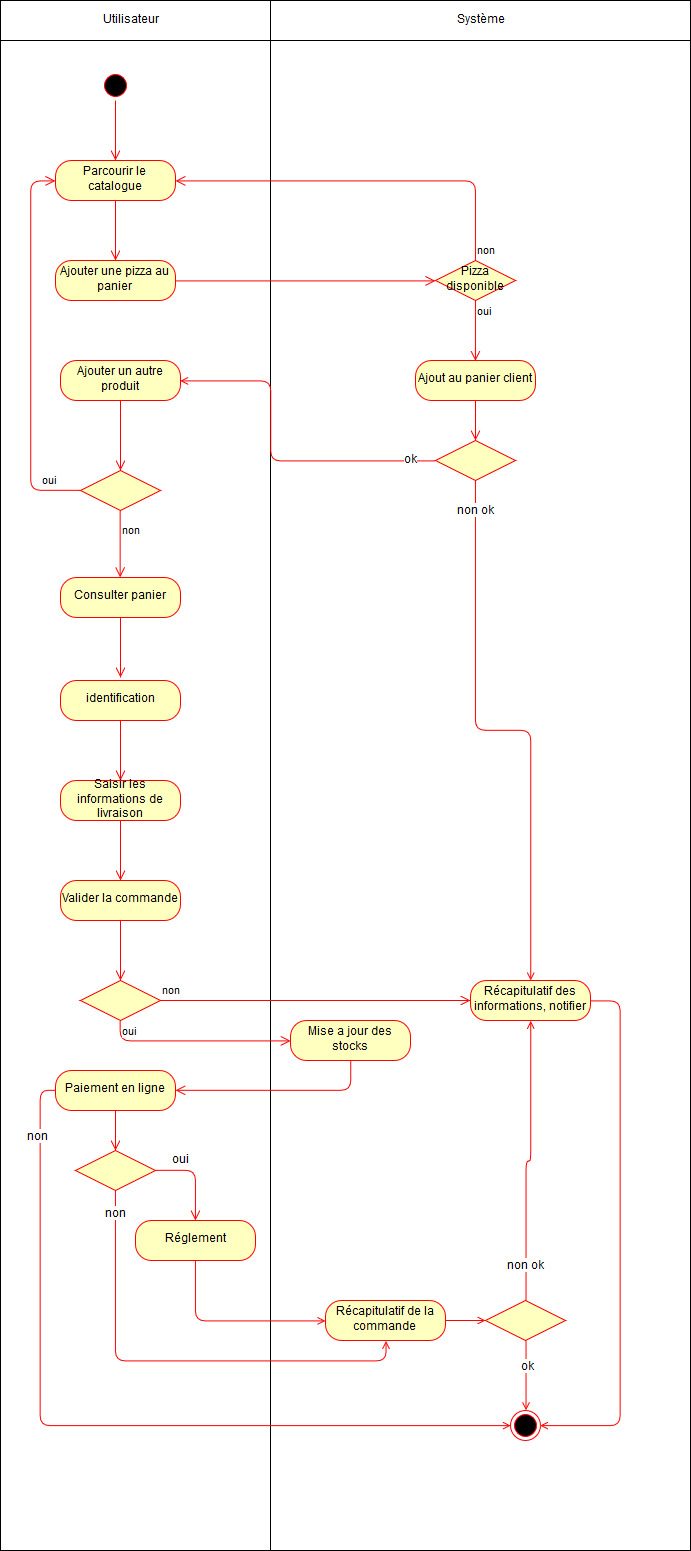 Utilisateur
Système
Parcourir le
catalogue
non
Ajouter une pizza au
panier
Pizza
disponible
oui
Ajouter un autre
produit
Ajout au panier client
ok
oui
non ok
non
Consulter panier
identification
Saisir les
informations de
livraison
Valider la commande
non
Récapitulatif des
informations, notifier
oui
Mise a jour des
stocks
Paiement en ligne
non
oui
non
Réglement
non ok
Récapitulatif de la
commande
ok